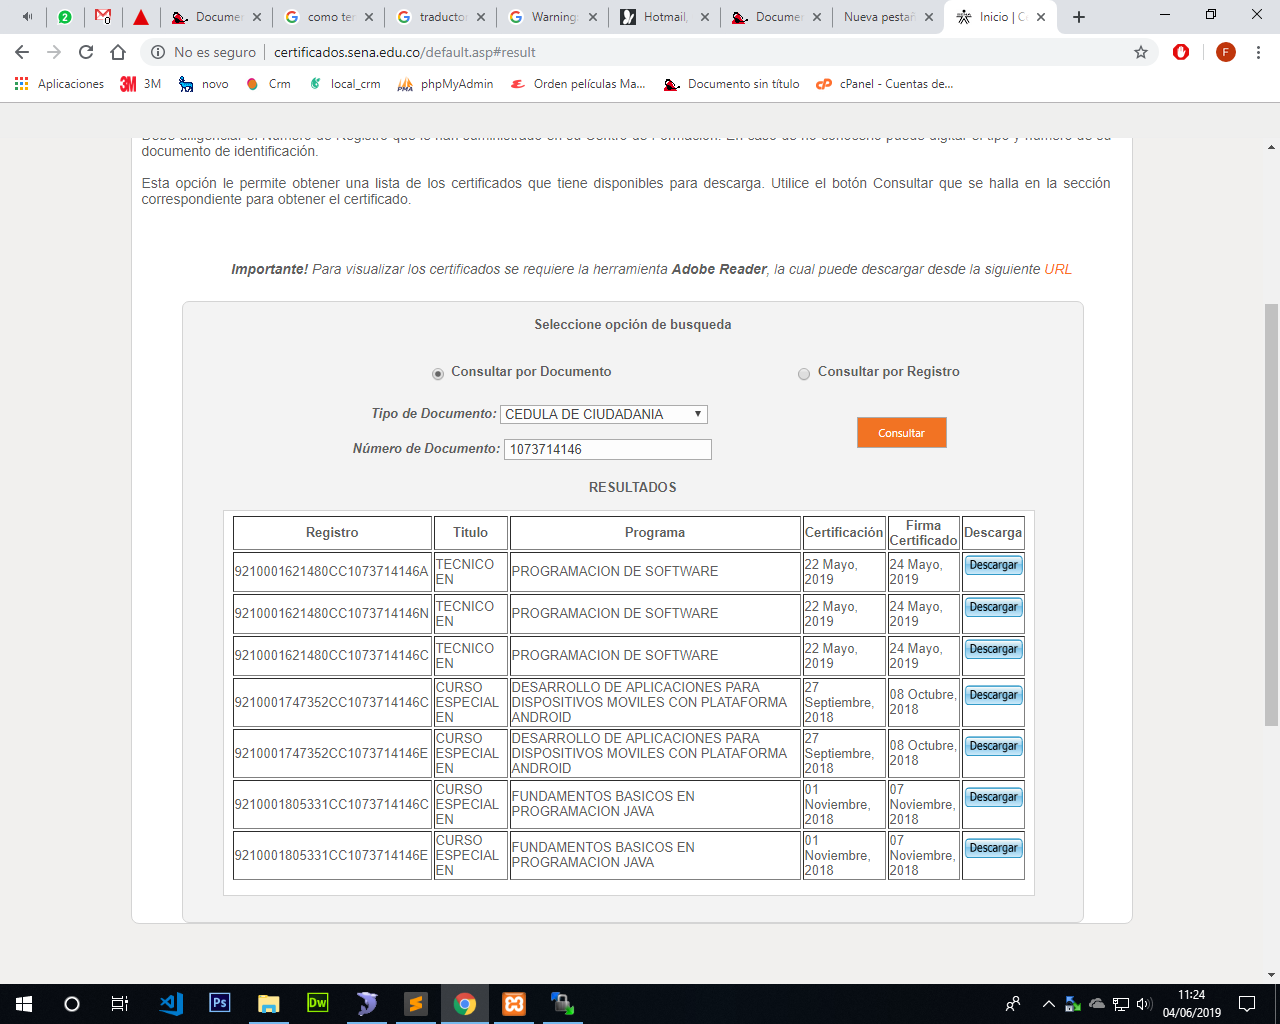 Documer
como ter
traductor
Warning:
Hotmail,
Documer
Nueva pestañ
Inicio | C
No es seguro
certificados.sena.edu.co/default.asp#result
F
Aplicaciones
3M
novo
Crm
local_crm
phpMyAdmin
Orden películas Ma...
Documento sin título
cPanel - Cuentas de...
documento de identificación.
Esta opción le permite obtener una lista de los certificados que tiene disponibles para descarga. Utilice el botón Consultar que se halla en la sección
correspondiente para obtener el certificado.
Importante! Para visualizar los certificados se requiere la herramienta Adobe Reader, la cual puede descargar desde la siguiente URL
Seleccione opción de busqueda
Consultar por Documento
Consultar por Registro
Tipo de Documento: CEDULA DE CIUDADANIA
Consultar
Número de Documento: 1073714146
RESULTADOS
Registro Titulo Programa Certificación Firma Certificado Descarga
9210001621480CC1073714146A TECNICO EN PROGRAMACION DE SOFTWARE 22 Mayo, 2019 24 Mayo, 2019 Descargar
9210001621480CC1073714146N TECNICO EN PROGRAMACION DE SOFTWARE 22 Mayo, 2019 24 Mayo, 2019 Descargar
9210001621480CC1073714146C TECNICO EN PROGRAMACION DE SOFTWARE 22 Mayo, 2019 24 Mayo, 2019 Descargar
9210001747352CC1073714146C CURSO ESPECIAL EN DESARROLLO DE APLICACIONES PARA DISPOSITIVOS MOVILES CON PLATAFORMA ANDROID 27 Septiembre, 2018 08 Octubre, 2018 Descargar
9210001747352CC1073714146E CURSO ESPECIAL EN DESARROLLO DE APLICACIONES PARA DISPOSITIVOS MOVILES CON PLATAFORMA ANDROID 27 Septiembre, 2018 08 Octubre, 2018 Descargar
9210001805331CC1073714146C CURSO ESPECIAL EN FUNDAMENTOS BASICOS EN PROGRAMACION JAVA 01 Noviembre, 2018 07 Noviembre, 2018 Descargar
9210001805331CC1073714146E CURSO ESPECIAL EN FUNDAMENTOS BASICOS EN PROGRAMACION JAVA 01 Noviembre, 2018 07 Noviembre, 2018 Descargar
Ps
Dw
11:24
04/06/2019